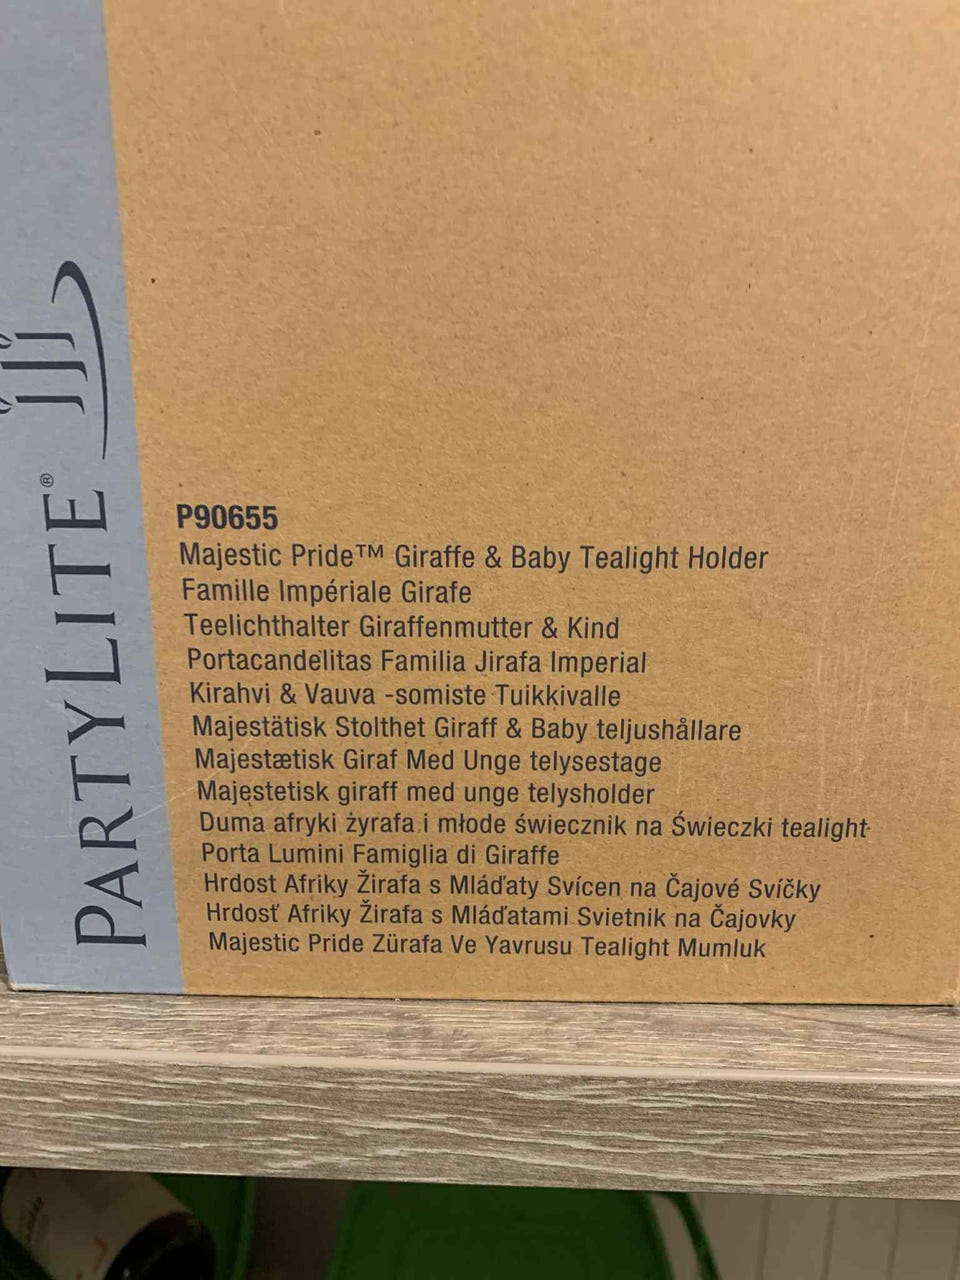 PARTYLITE®
P90655
Majestic Pride™ Giraffe & Baby Tealight Holder
Famille Impériale Girafe
Teelichthalter Giraffenmutter & Kind
Portacandelitas Familia Jirafa Imperial
Kirahvi & Vauva -somiste Tuikkivalle
Majestätisk Stolthet Giraff & Baby teljushållare
Majestætisk Giraf Med Unge telysestage
Majestetisk giraff med unge telysholder
Duma afryki żyrafa i młode świecznik na Świeczki tealight
Porta Lumini Famiglia di Giraffe
Hrdost Afriky Žirafa s Mláďaty Svícen na Čajové Svíčky
Hrdosť Afriky Žirafa s Mláďatami Svietnik na Čajovky
Majestic Pride Zürafa Ve Yavrusu Tealight Mumluk